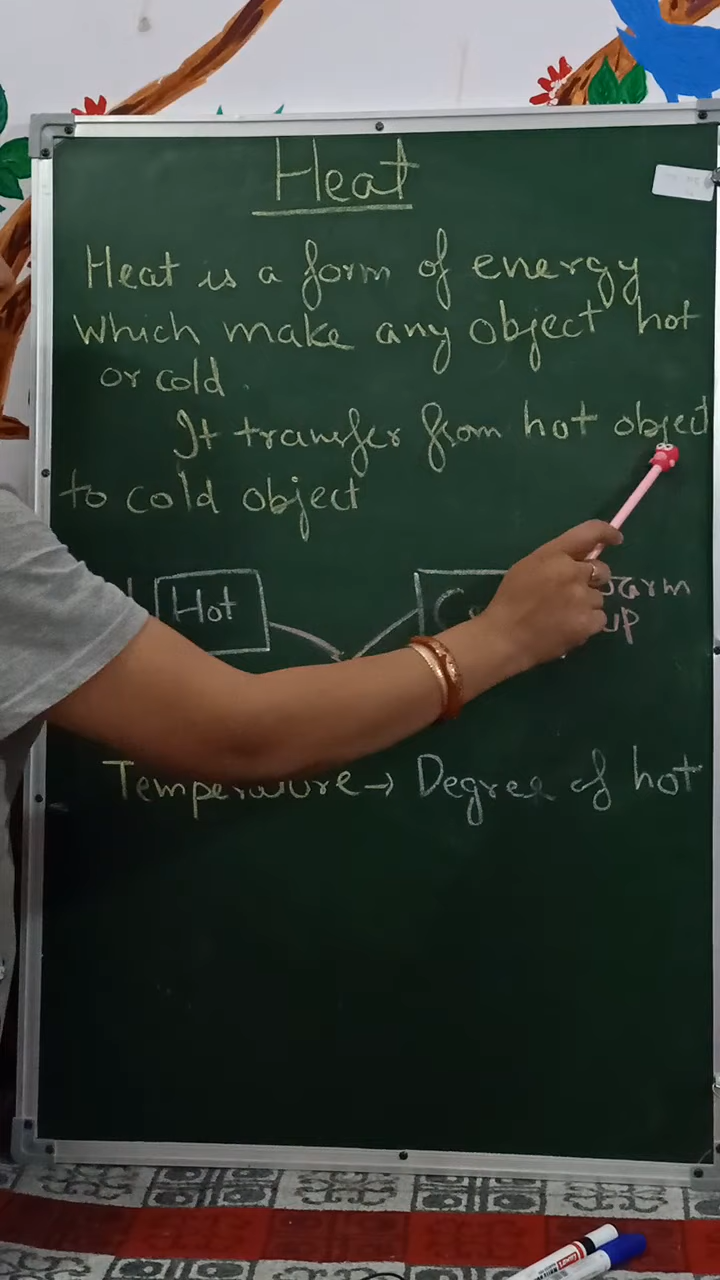 Heat
Heat is a form of energy
which make any object hot
or cold.
It transfer from hot object
to cold object
Hot
up
Temperature → Degree of hot